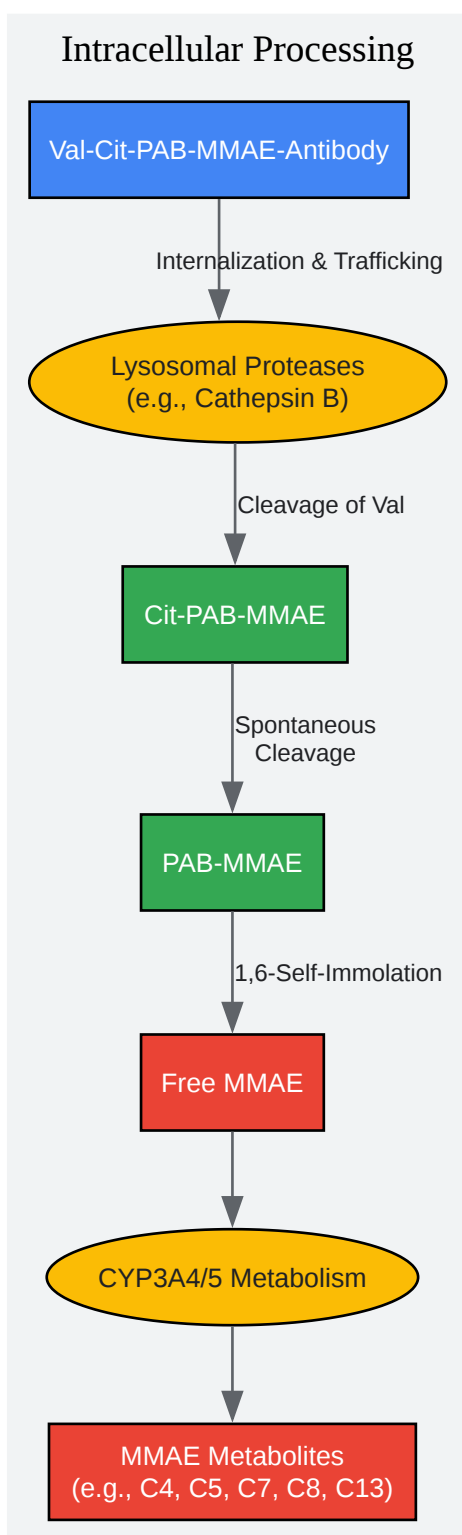 Intracellular Processing
Val-Cit-PAB-MMAE-Antibody
Internalization & Trafficking
Lysosomal Proteases
(e.g., Cathepsin B)
Cleavage of Val
Cit-PAB-MMAE
Spontaneous
Cleavage
PAB-MMAE
1,6-Self-Immolation
Free MMAE
CYP3A4/5 Metabolism
MMAE Metabolites
(e.g., C4, C5, C7, C8, C13)